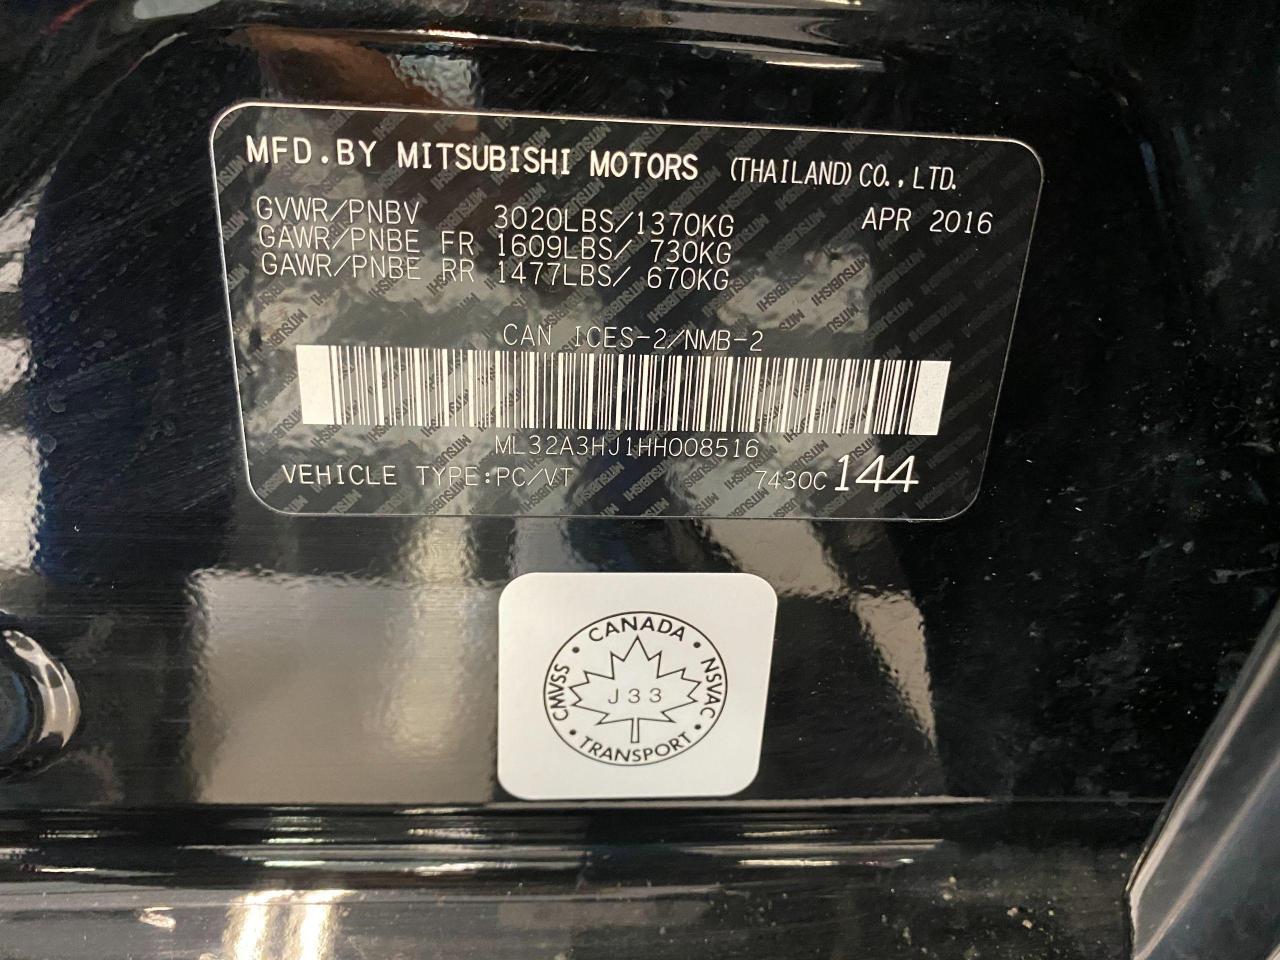 MFD.BY MITSUBISHI MOTORS (THAILAND) CO.,LTD.
GVWR/PNBV 3020LBS/1370KG APR 2016
GAWR/PNBE FR 1609LBS/ 730KG
GAWR/PNBE RR 1477LBS/ 670KG
CAN ICES-2/NMB-2
ML32A3HJ1HH008516
VEHICLE TYPE:PC/VT 7430C 144
CANADA
CMVSS • NSVAC
J33
TRANSPORT